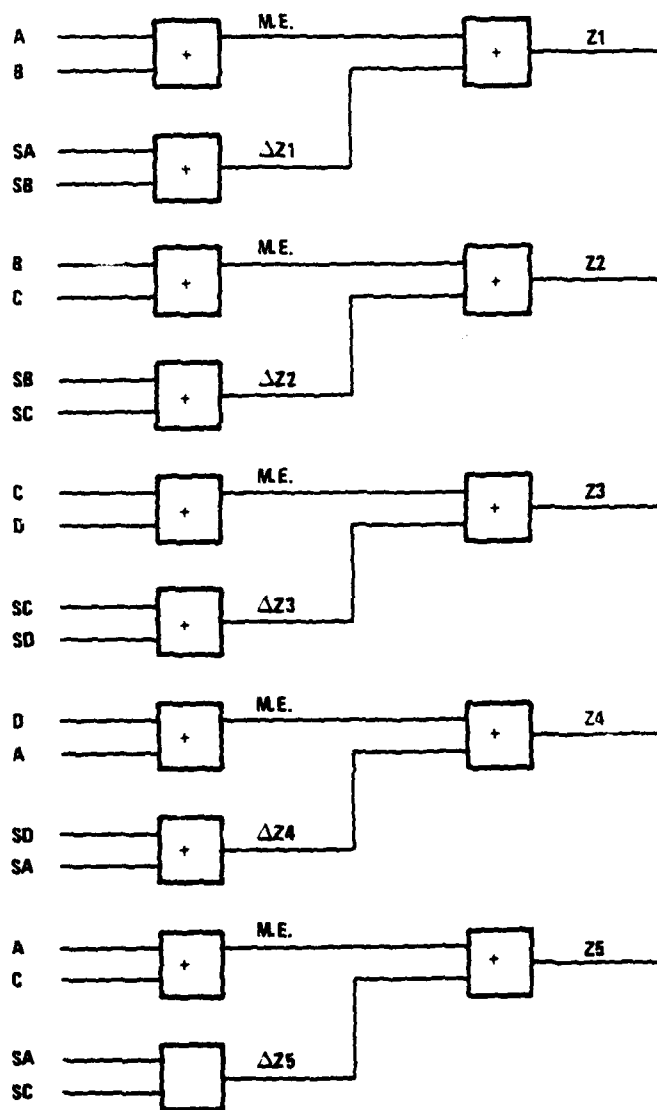 A
M.E.
Z1
+
+
B
SA
ΔZ1
+
SB
B
M.E.
Z2
+
+
C
SB
ΔZ2
+
SC
C
M.E.
Z3
+
+
D
SC
ΔZ3
+
SD
D
M.E.
Z4
+
+
A
SD
ΔZ4
+
SA
A
M.E.
Z5
+
+
C
SA
ΔZ5
SC